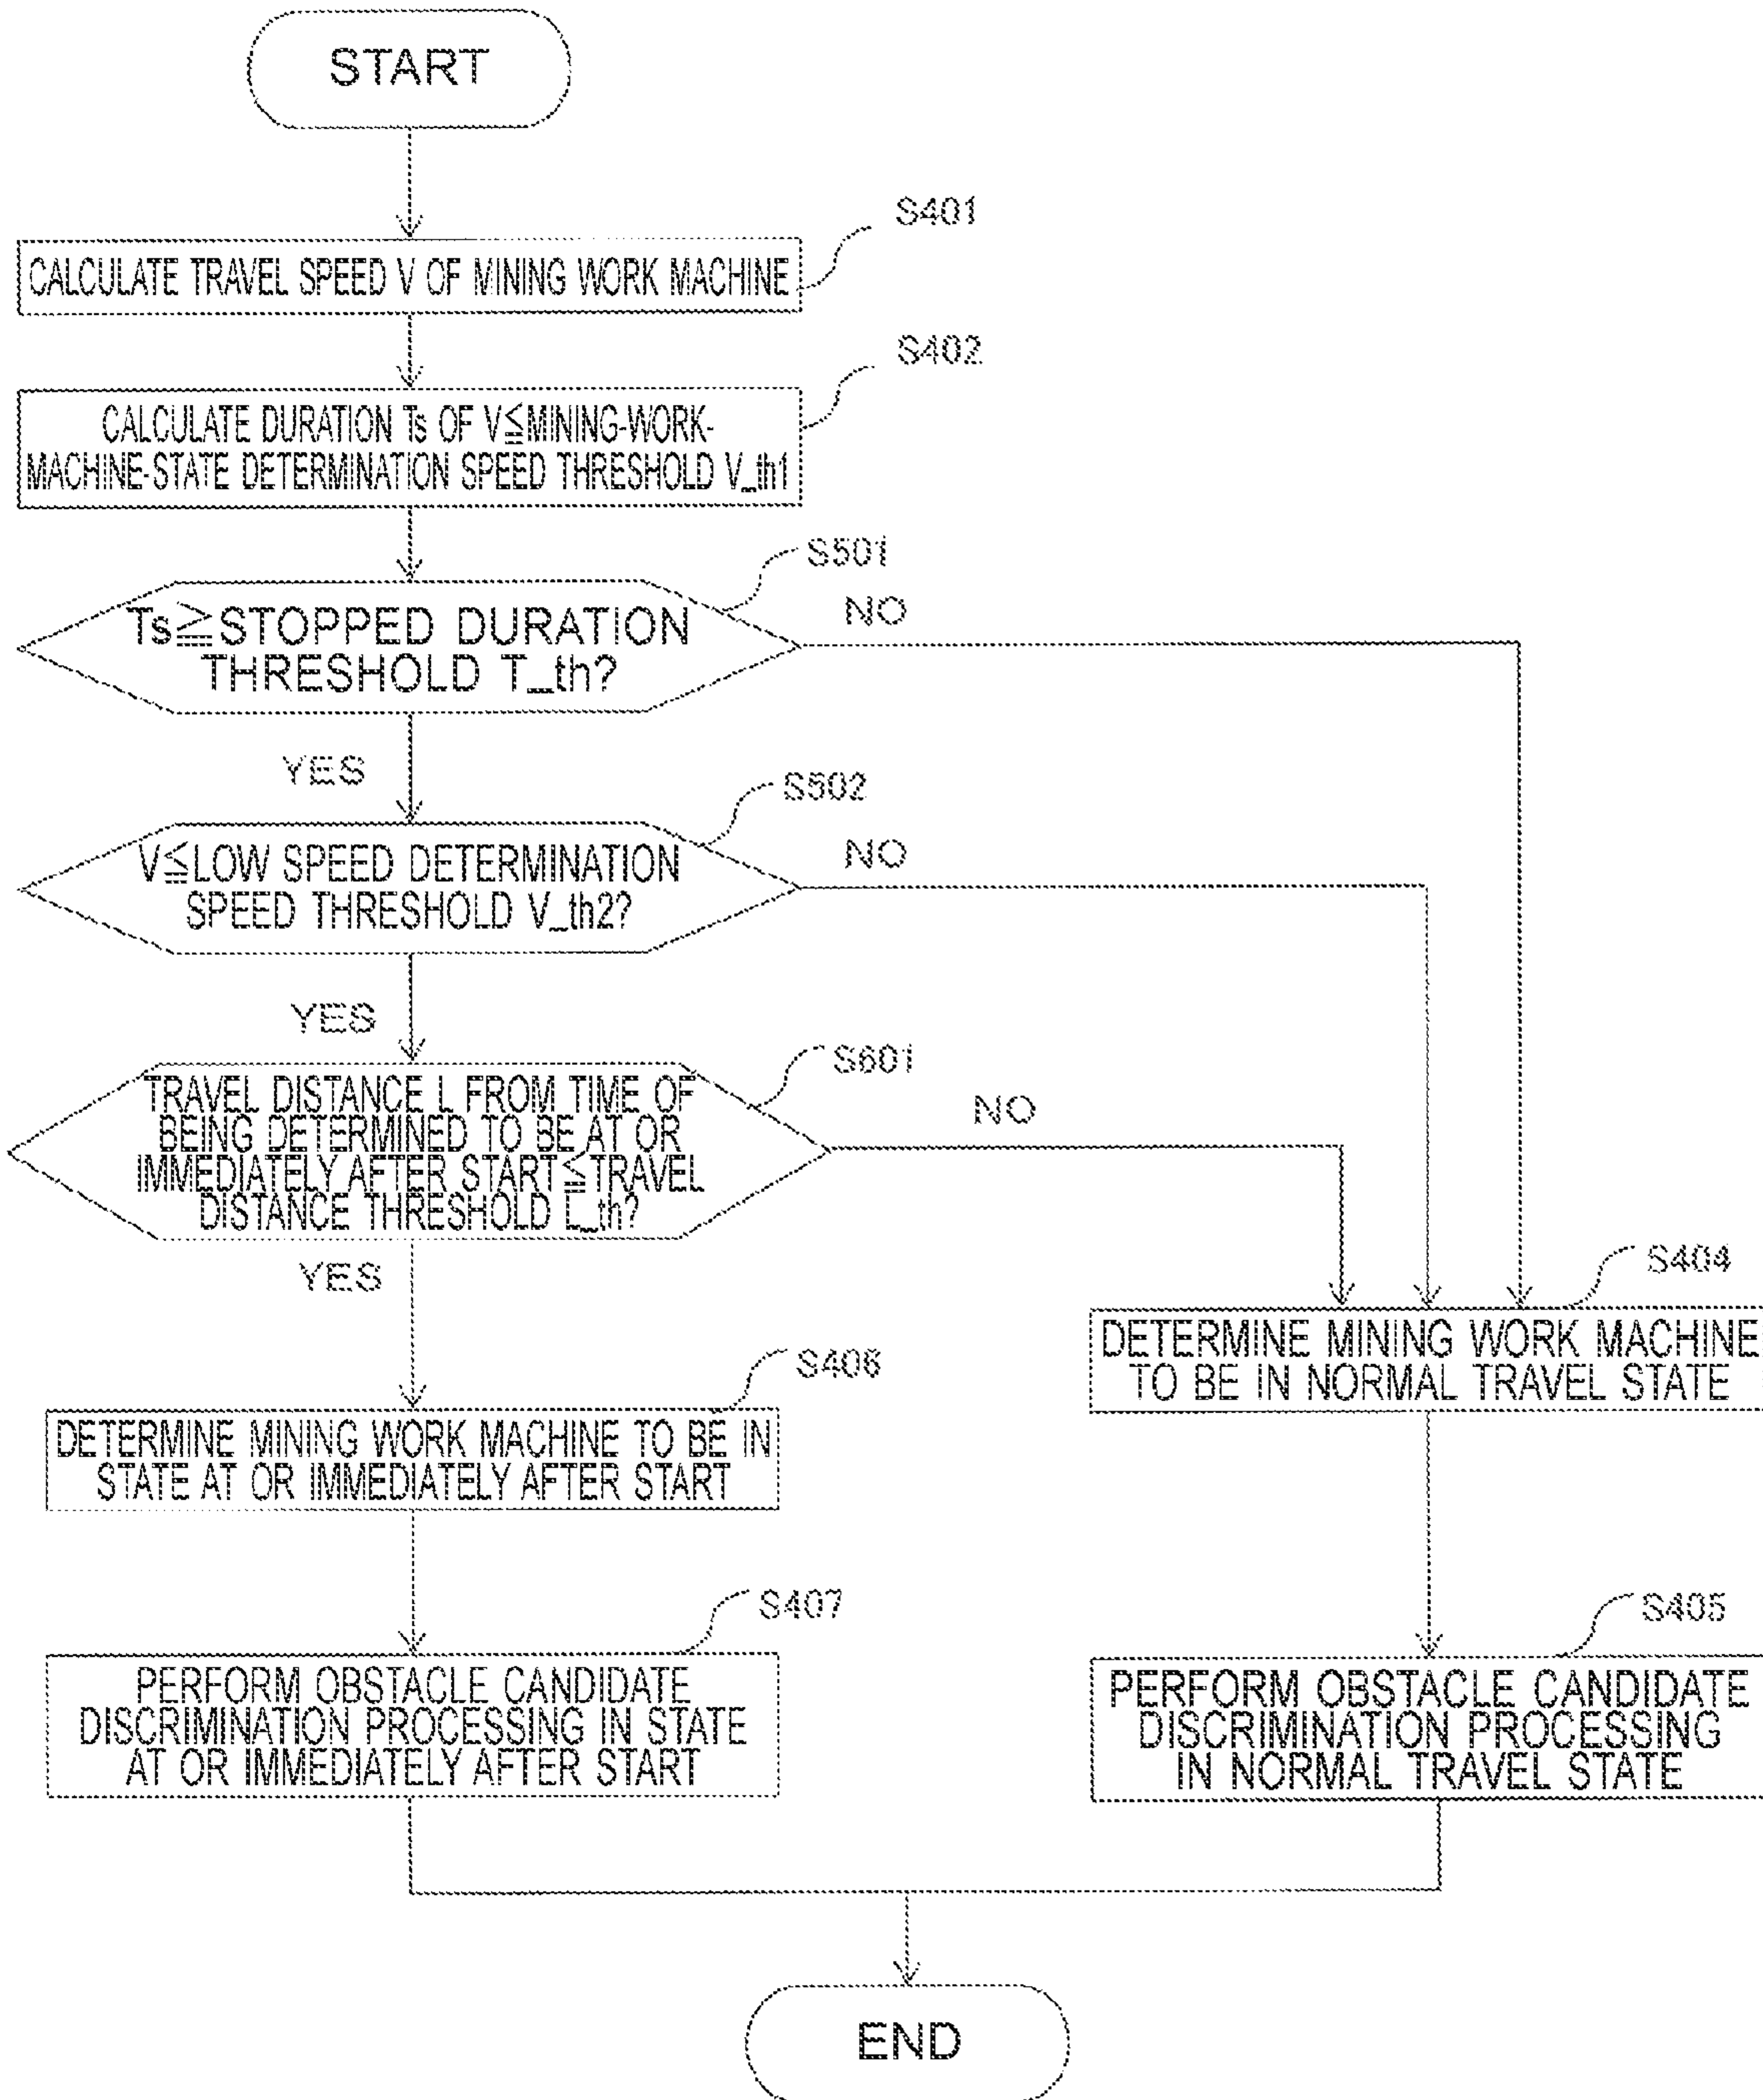 START
S401
CALCULATE TRAVEL SPEED V OF MINING WORK MACHINE
S402
CALCULATE DURATION Ts OF V≦MINING-WORK-
MACHINE-STATE DETERMINATION SPEED THRESHOLD V_th1
S501
Ts≧STOPPED DURATION
THRESHOLD T_th?
NO
YES
S502
V≦LOW SPEED DETERMINATION
SPEED THRESHOLD V_th2?
NO
YES
S601
TRAVEL DISTANCE L FROM TIME OF
BEING DETERMINED TO BE AT OR
IMMEDIATELY AFTER START≦TRAVEL
DISTANCE THRESHOLD L_th?
NO
YES
S404
DETERMINE MINING WORK MACHINE
TO BE IN NORMAL TRAVEL STATE
S406
DETERMINE MINING WORK MACHINE TO BE IN
STATE AT OR IMMEDIATELY AFTER START
S407
PERFORM OBSTACLE CANDIDATE
DISCRIMINATION PROCESSING IN STATE
AT OR IMMEDIATELY AFTER START
S405
PERFORM OBSTACLE CANDIDATE
DISCRIMINATION PROCESSING
IN NORMAL TRAVEL STATE
END